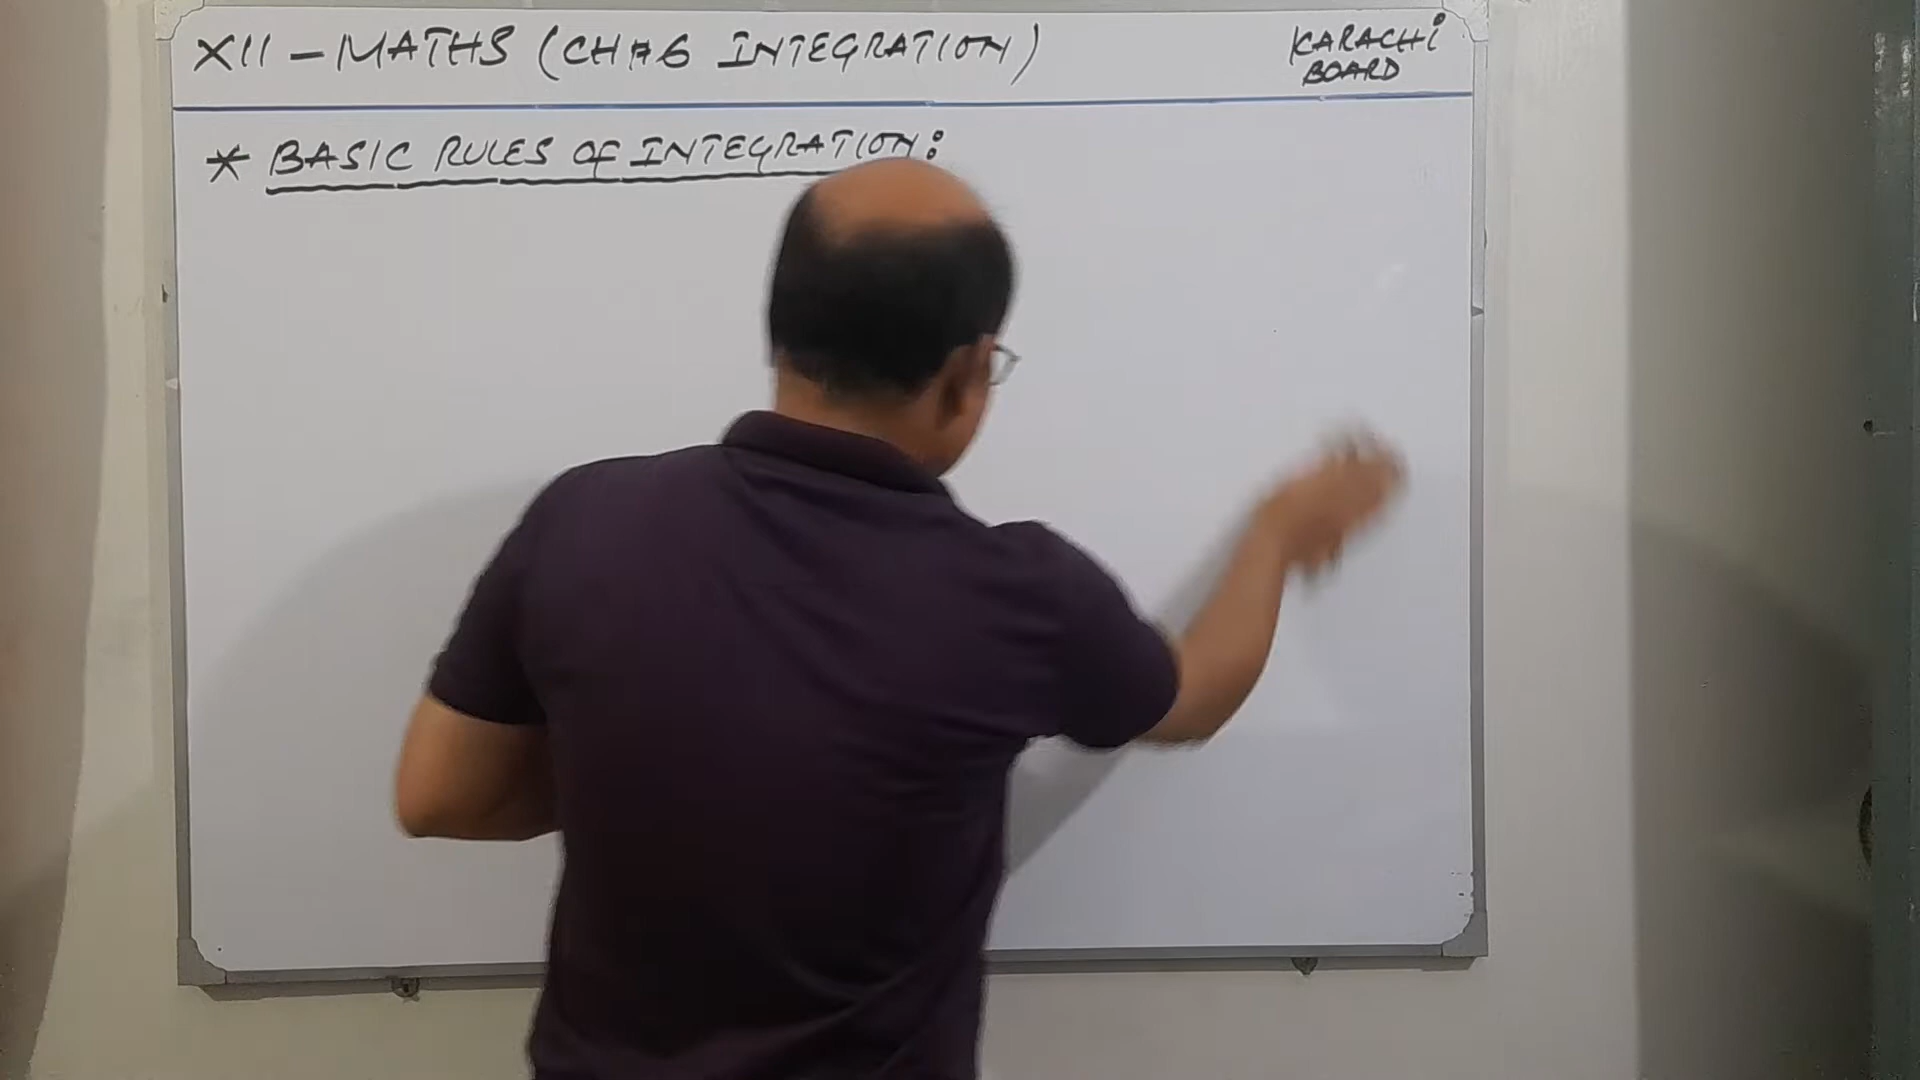 XII - MATHS (CH#6 INTEGRATION)
KARACHI
BOARD
* BASIC RULES OF INTEGRATION: